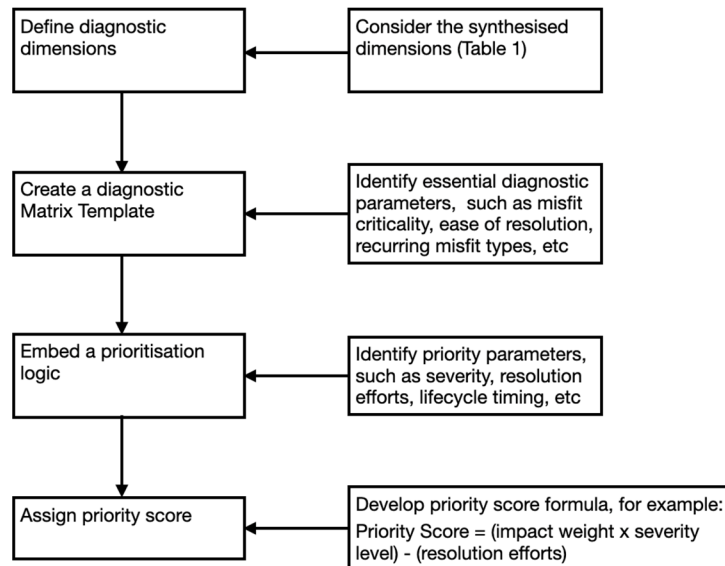 Define diagnostic
dimensions
Consider the synthesised
dimensions (Table 1)
Create a diagnostic
Matrix Template
Identify essential diagnostic
parameters, such as misfit
criticality, ease of resolution,
recurring misfit types, etc
Embed a prioritisation
logic
Identify priority parameters,
such as severity, resolution
efforts, lifecycle timing, etc
Assign priority score
Develop priority score formula, for example:
Priority Score = (impact weight x severity
level) - (resolution efforts)